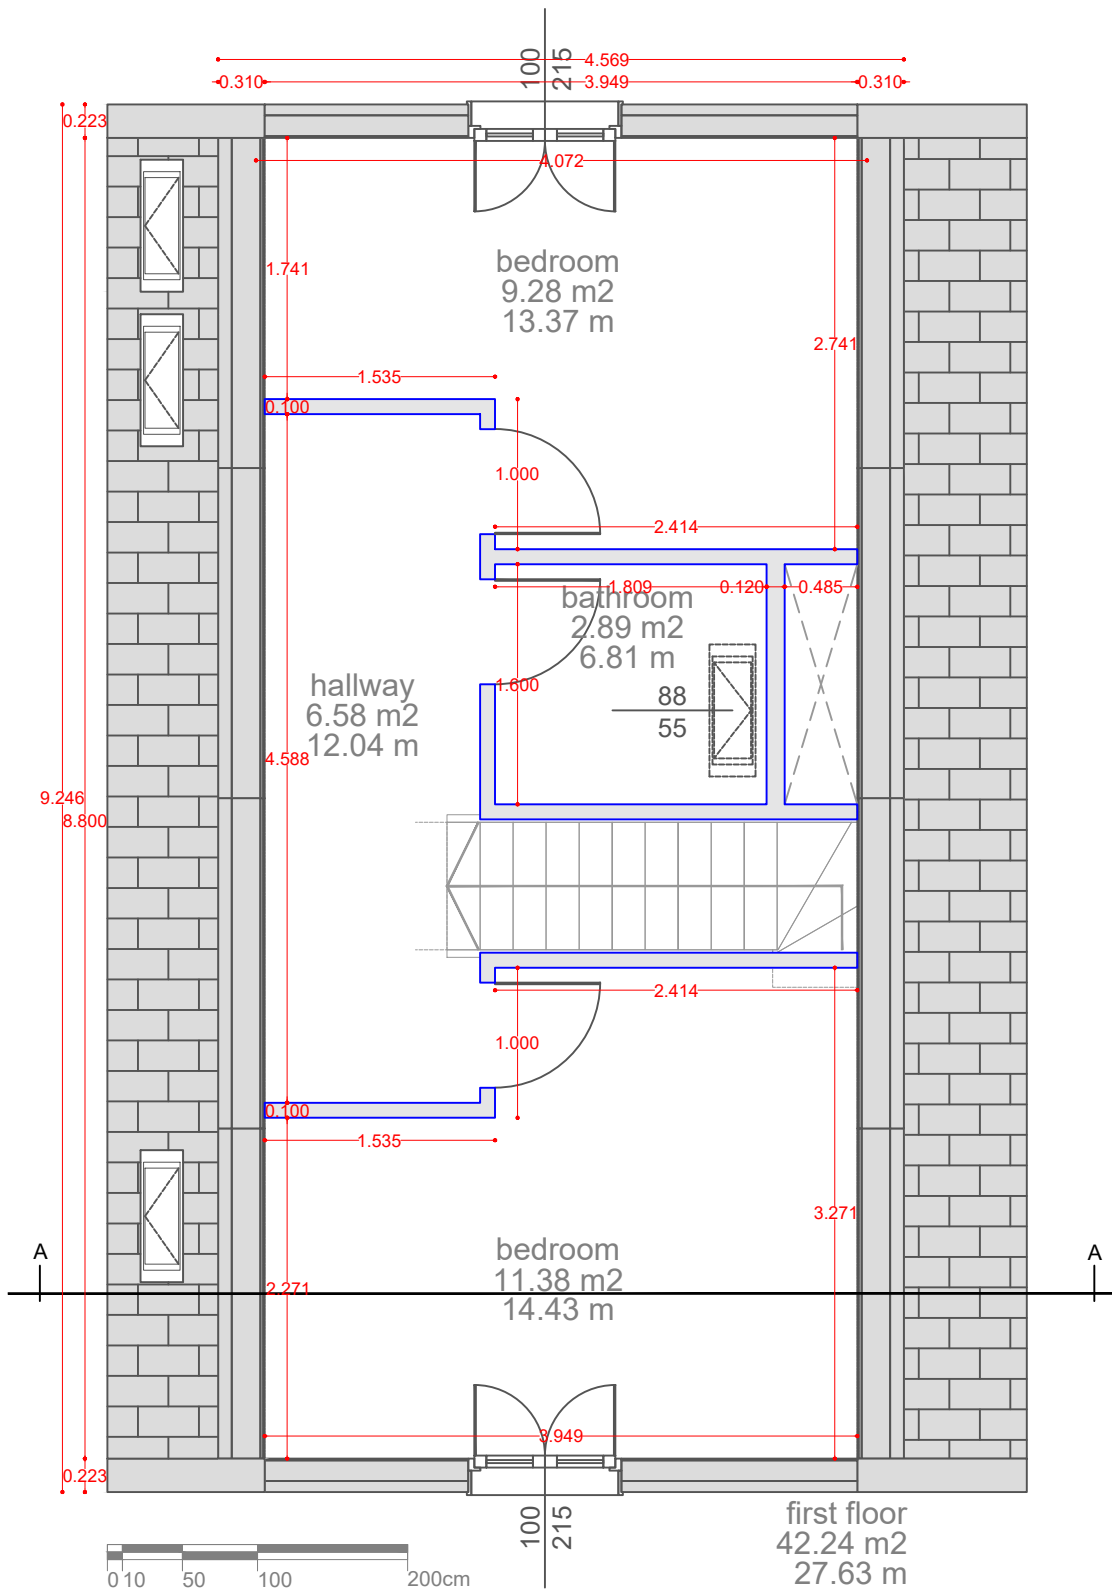 100
215
4.569
0.310
3.949
0.310
0.223
4.072
1.741
bedroom
9.28 m2
13.37 m
2.741
1.535
0.100
1.000
2.414
1.809
0.120
0.485
bathroom
2.89 m2
6.81 m
hallway
6.58 m2
12.04 m
1.600
88
55
4.588
9.246
8.800
2.414
1.000
0.100
1.535
3.271
bedroom
11.38 m2
14.43 m
A
A
2.271
3.949
0.223
100
215
first floor
42.24 m2
27.63 m
0 10 50 100 200cm